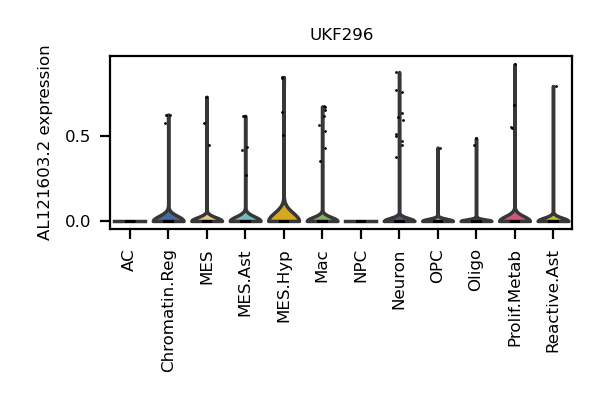 UKF296
AL121603.2 expression
0.5
0.0
AC
Chromatin.Reg
MES
MES.Ast
MES.Hyp
Mac
NPC
Neuron
OPC
Oligo
Prolif.Metab
Reactive.Ast